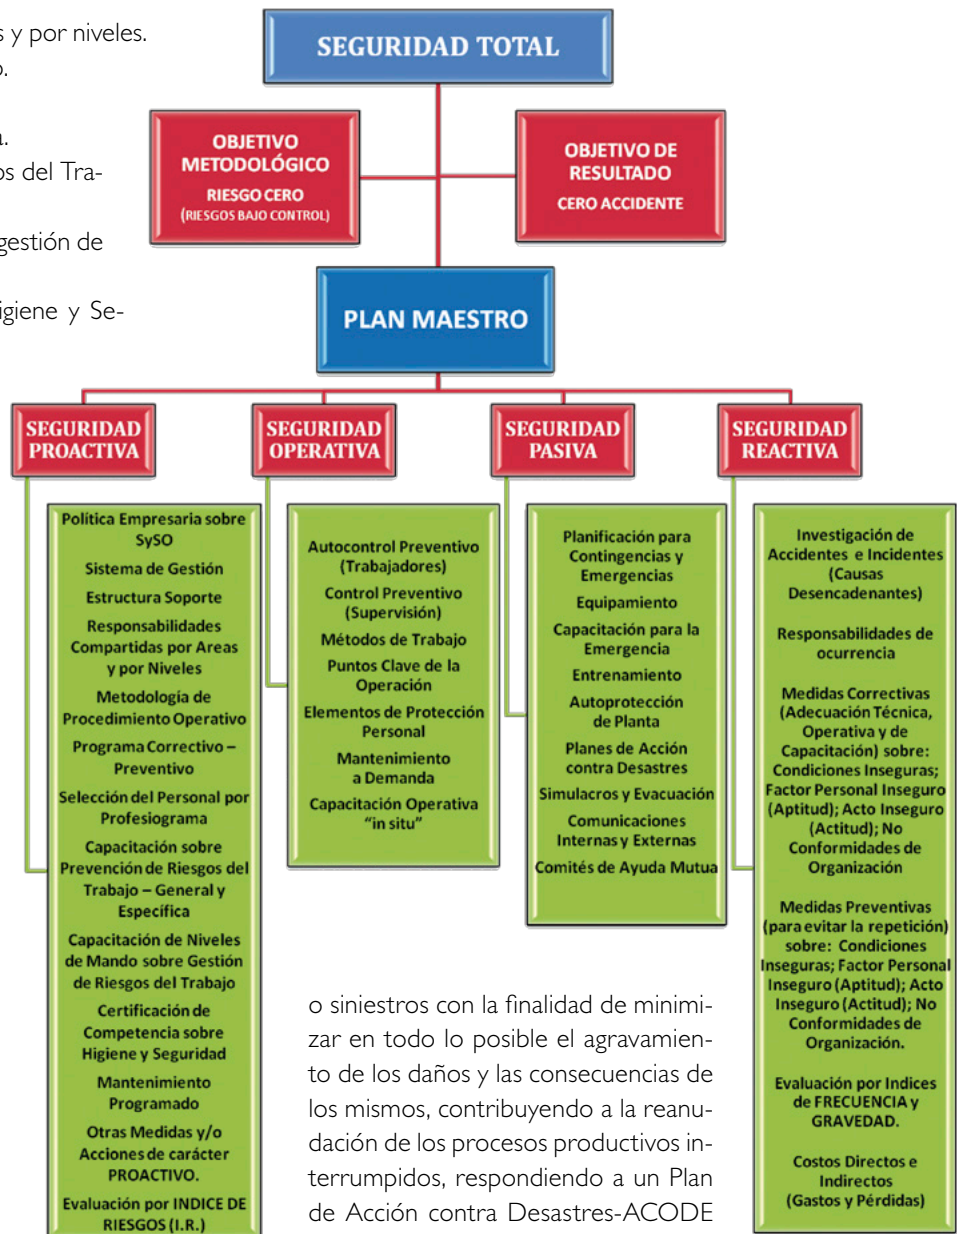 s y por niveles.
o.
a.
os del Tra-
gestión de
igiene y Se-
SEGURIDAD TOTAL
OBJETIVO
METODOLÓGICO
RIESGO CERO
(RIESGOS BAJO CONTROL)
OBJETIVO DE
RESULTADO
CERO ACCIDENTE
PLAN MAESTRO
SEGURIDAD
PROACTIVA
Política Empresaria sobre
SySO
Sistema de Gestión
Estructura Soporte
Responsabilidades
Compartidas por Areas
y por Niveles
Metodología de
Procedimiento Operativo
Programa Correctivo –
Preventivo
Selección del Personal por
Profesiograma
Capacitación sobre
Prevención de Riesgos del
Trabajo – General y
Específica
Capacitación de Niveles
de Mando sobre Gestión
de Riesgos del Trabajo
Certificación de
Competencia sobre
Higiene y Seguridad
Mantenimiento
Programado
Otras Medidas y/o
Acciones de carácter
PROACTIVO.
Evaluación por INDICE DE
RIESGOS (I.R.)
SEGURIDAD
OPERATIVA
Autocontrol Preventivo
(Trabajadores)
Control Preventivo
(Supervisión)
Métodos de Trabajo
Puntos Clave de la
Operación
Elementos de Protección
Personal
Mantenimiento
a Demanda
Capacitación Operativa
“in situ”
SEGURIDAD
PASIVA
Planificación para
Contingencias y
Emergencias
Equipamiento
Capacitación para la
Emergencia
Entrenamiento
Autoprotección
de Planta
Planes de Acción
contra Desastres
Simulacros y Evacuación
Comunicaciones
Internas y Externas
Comités de Ayuda Mutua
SEGURIDAD
REACTIVA
Investigación de
Accidentes e Incidentes
(Causas
Desencadenantes)
Responsabilidades de
ocurrencia
Medidas Correctivas
(Adecuación Técnica,
Operativa y de
Capacitación) sobre:
Condiciones Inseguras;
Factor Personal Inseguro
(Aptitud); Acto Inseguro
(Actitud); No
Conformidades de
Organización
Medidas Preventivas
(para evitar la repetición)
sobre: Condiciones
Inseguras; Factor Personal
Inseguro (Aptitud); Acto
Inseguro (Actitud); No
Conformidades de
Organización.
Evaluación por Indices
de FRECUENCIA y
GRAVEDAD.
Costos Directos e
Indirectos
(Gastos y Pérdidas)
o siniestros con la finalidad de minimi-
zar en todo lo posible el agravamien-
to de los daños y las consecuencias de
los mismos, contribuyendo a la reanu-
dación de los procesos productivos in-
terrumpidos, respondiendo a un Plan
de Acción contra Desastres-ACODE